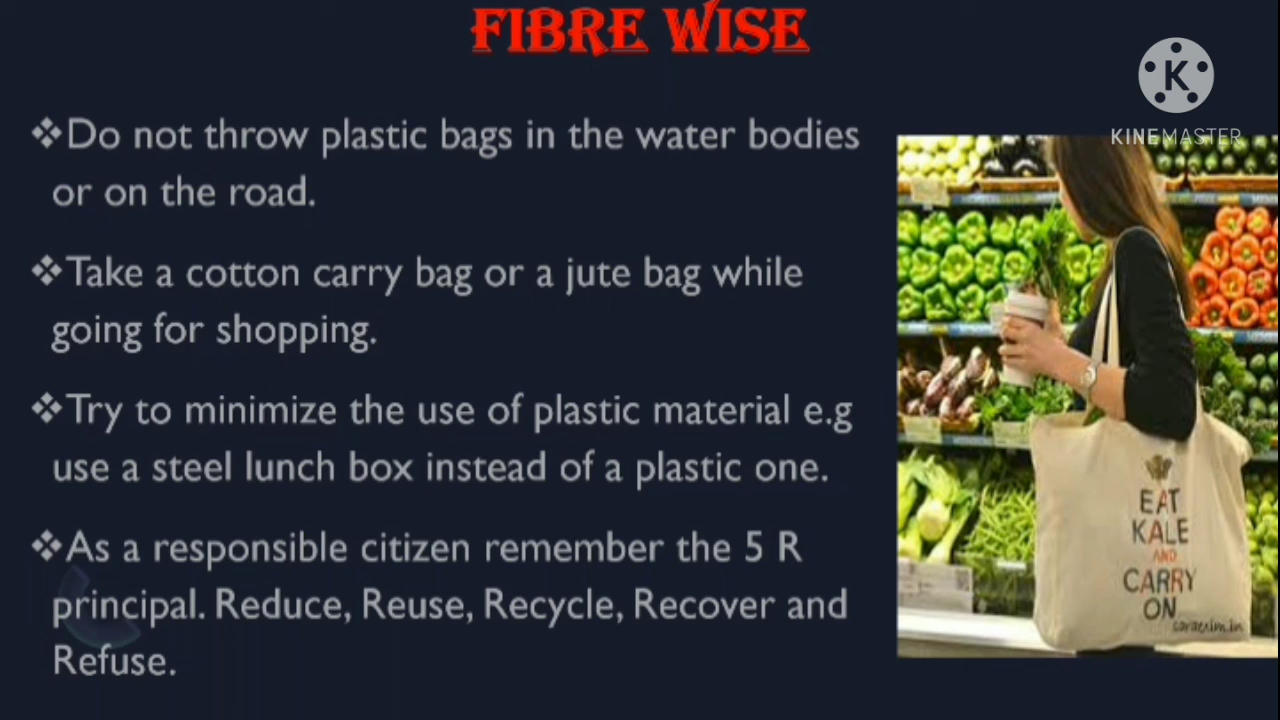 FIBRE WISE
K
KINEMASTER
❖Do not throw plastic bags in the water bodies
or on the road.
❖Take a cotton carry bag or a jute bag while
going for shopping.
❖Try to minimize the use of plastic material e.g
use a steel lunch box instead of a plastic one.
❖As a responsible citizen remember the 5 R
principal. Reduce, Reuse, Recycle, Recover and
Refuse.
EAT
KALE
AND
CARRY
ON